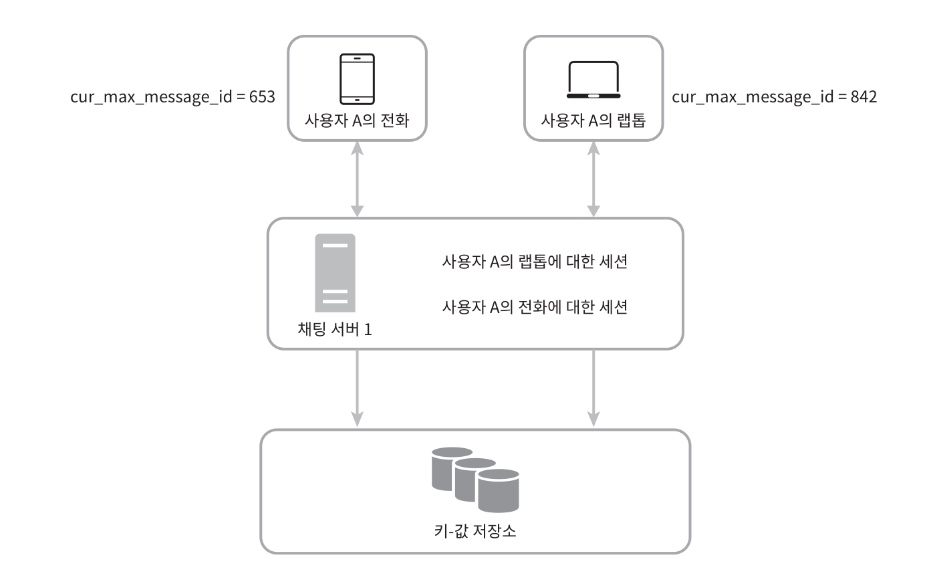 cur_max_message_id = 653
사용자 A의 전화
사용자 A의 랩톱
cur_max_message_id = 842
사용자 A의 랩톱에 대한 세션
사용자 A의 전화에 대한 세션
채팅 서버 1
키-값 저장소